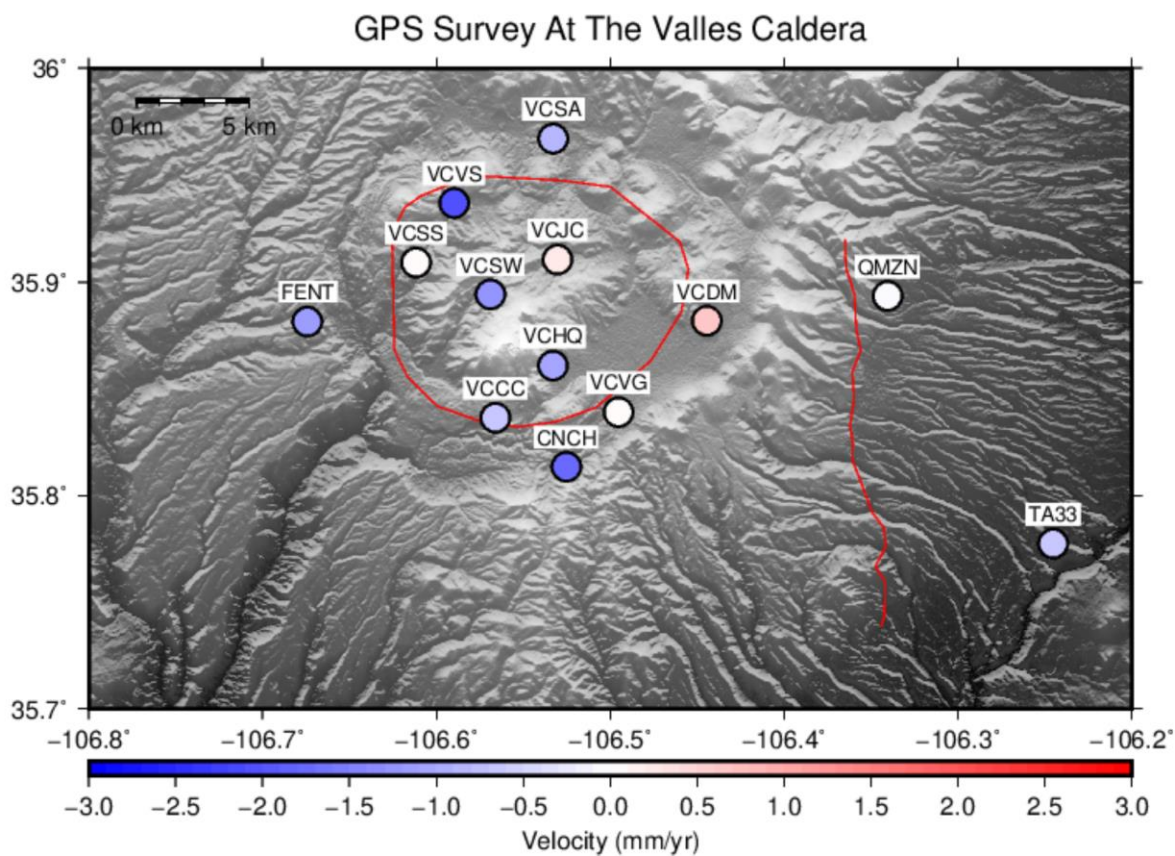 GPS Survey At The Valles Caldera
36°
0 km 5 km
VCSA
VCVS
VCSS
VCJC
VCSW
35.9
FENT
VCDM
QMZN
VCHQ
VCCC
VCVG
CNCH
35.8
TA33
35.7
−106.8° −106.7° −106.6° −106.5° −106.4° −106.3° −106.2°
−3.0 −2.5 −2.0 −1.5 −1.0 −0.5 0.0 0.5 1.0 1.5 2.0 2.5 3.0
Velocity (mm/yr)